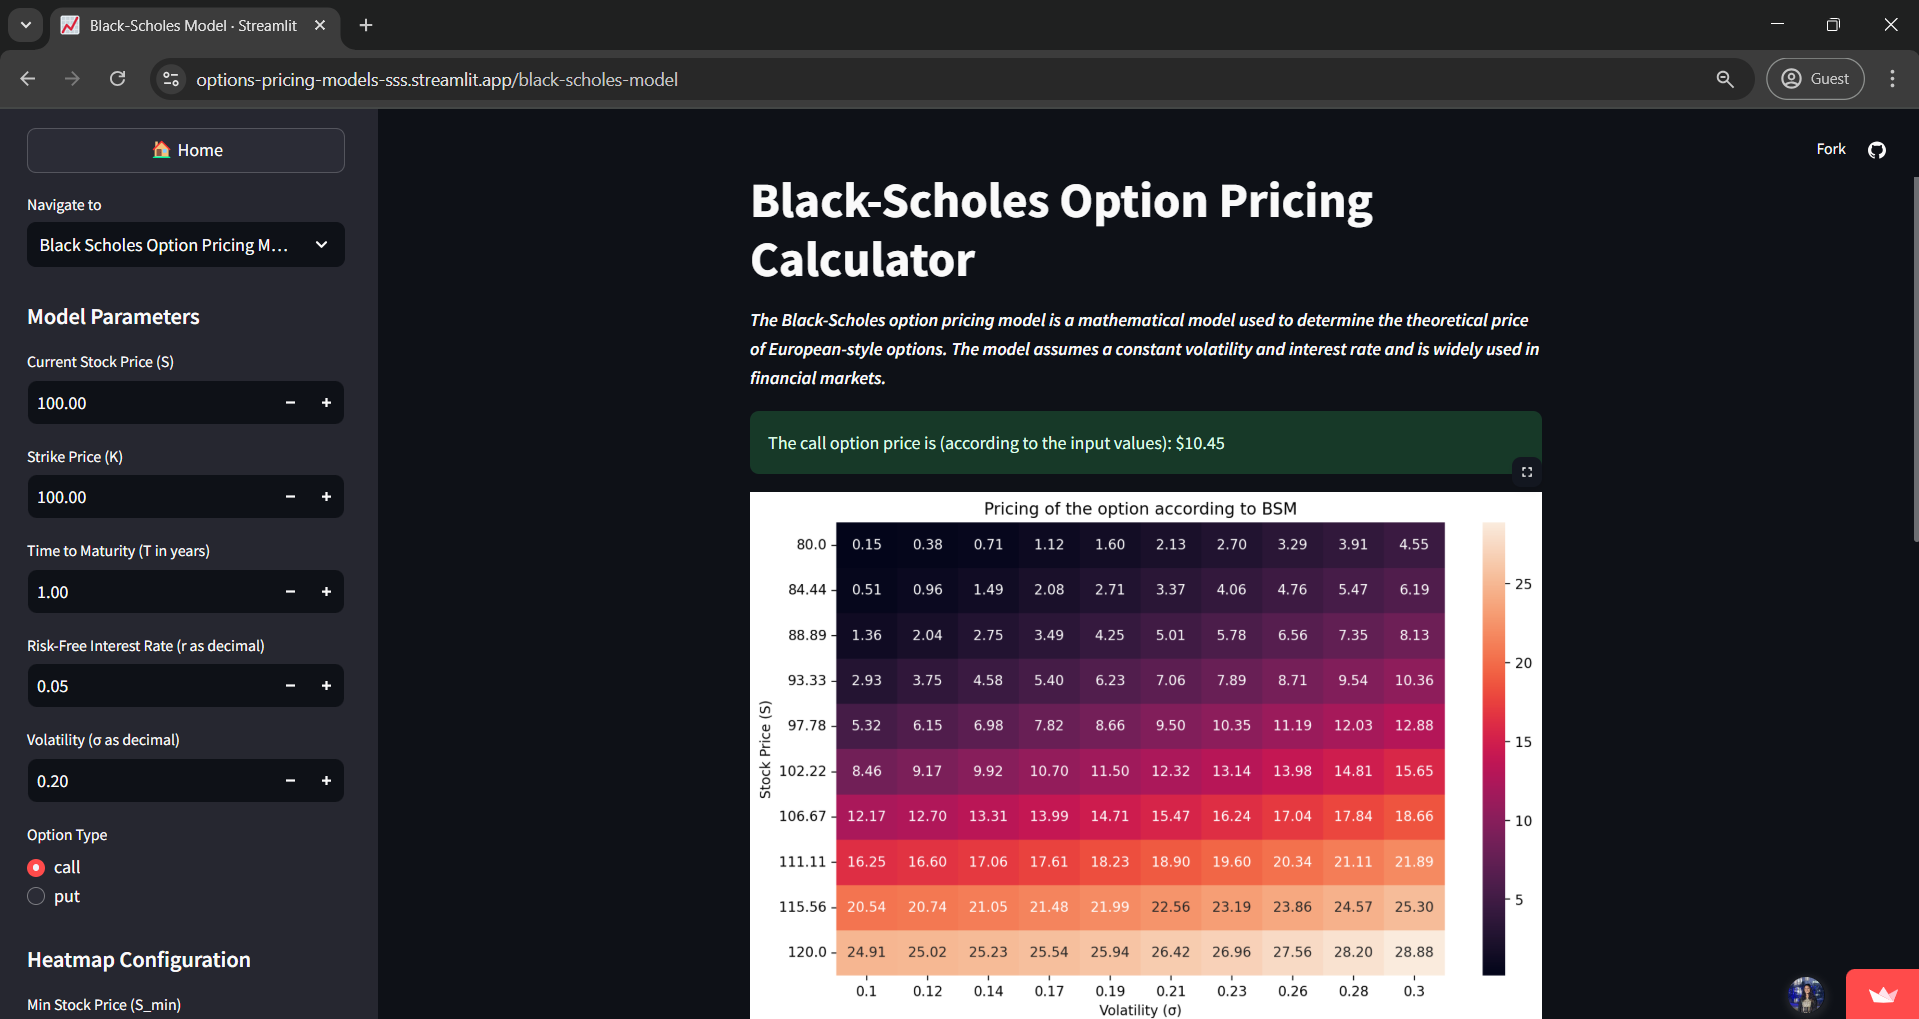 Black-Scholes Model · Streamlit
options-pricing-models-sss.streamlit.app/black-scholes-model
Guest
Home
Navigate to
Black Scholes Option Pricing M...
Model Parameters
Current Stock Price (S)
100.00
Strike Price (K)
100.00
Time to Maturity (T in years)
1.00
Risk-Free Interest Rate (r as decimal)
0.05
Volatility (σ as decimal)
0.20
Option Type
call
put
Heatmap Configuration
Min Stock Price (S_min)
Fork
Black-Scholes Option Pricing
Calculator
The Black-Scholes option pricing model is a mathematical model used to determine the theoretical price
of European-style options. The model assumes a constant volatility and interest rate and is widely used in
financial markets.
The call option price is (according to the input values): $10.45
Pricing of the option according to BSM
Stock Price (S)
80.0 0.15 0.38 0.71 1.12 1.60 2.13 2.70 3.29 3.91 4.55
84.44 0.51 0.96 1.49 2.08 2.71 3.37 4.06 4.76 5.47 6.19
88.89 1.36 2.04 2.75 3.49 4.25 5.01 5.78 6.56 7.35 8.13
93.33 2.93 3.75 4.58 5.40 6.23 7.06 7.89 8.71 9.54 10.36
97.78 5.32 6.15 6.98 7.82 8.66 9.50 10.35 11.19 12.03 12.88
102.22 8.46 9.17 9.92 10.70 11.50 12.32 13.14 13.98 14.81 15.65
106.67 12.17 12.70 13.31 13.99 14.71 15.47 16.24 17.04 17.84 18.66
111.11 16.25 16.60 17.06 17.61 18.23 18.90 19.60 20.34 21.11 21.89
115.56 20.54 20.74 21.05 21.48 21.99 22.56 23.19 23.86 24.57 25.30
120.0 24.91 25.02 25.23 25.54 25.94 26.42 26.96 27.56 28.20 28.88
0.1 0.12 0.14 0.17 0.19 0.21 0.23 0.26 0.28 0.3
Volatility (σ)
25
20
15
10
5